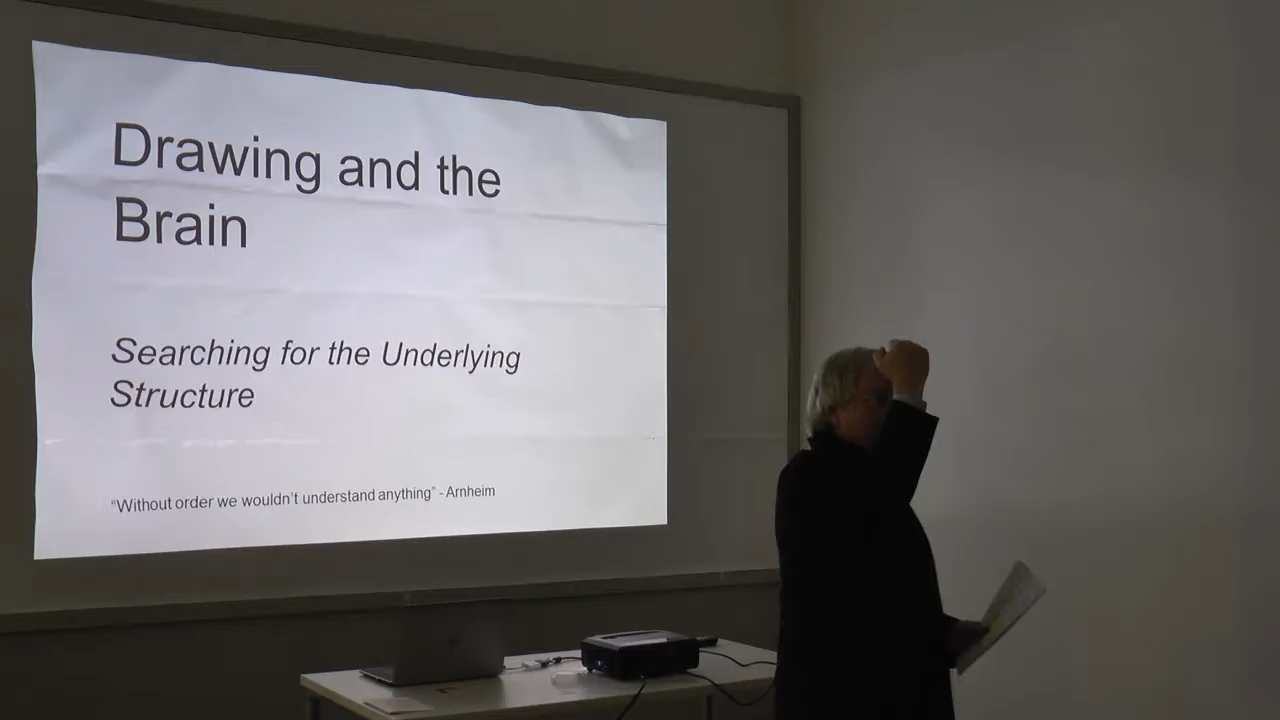 Drawing and the
Brain
Searching for the Underlying
Structure
“Without order we wouldn’t understand anything” - Arnheim